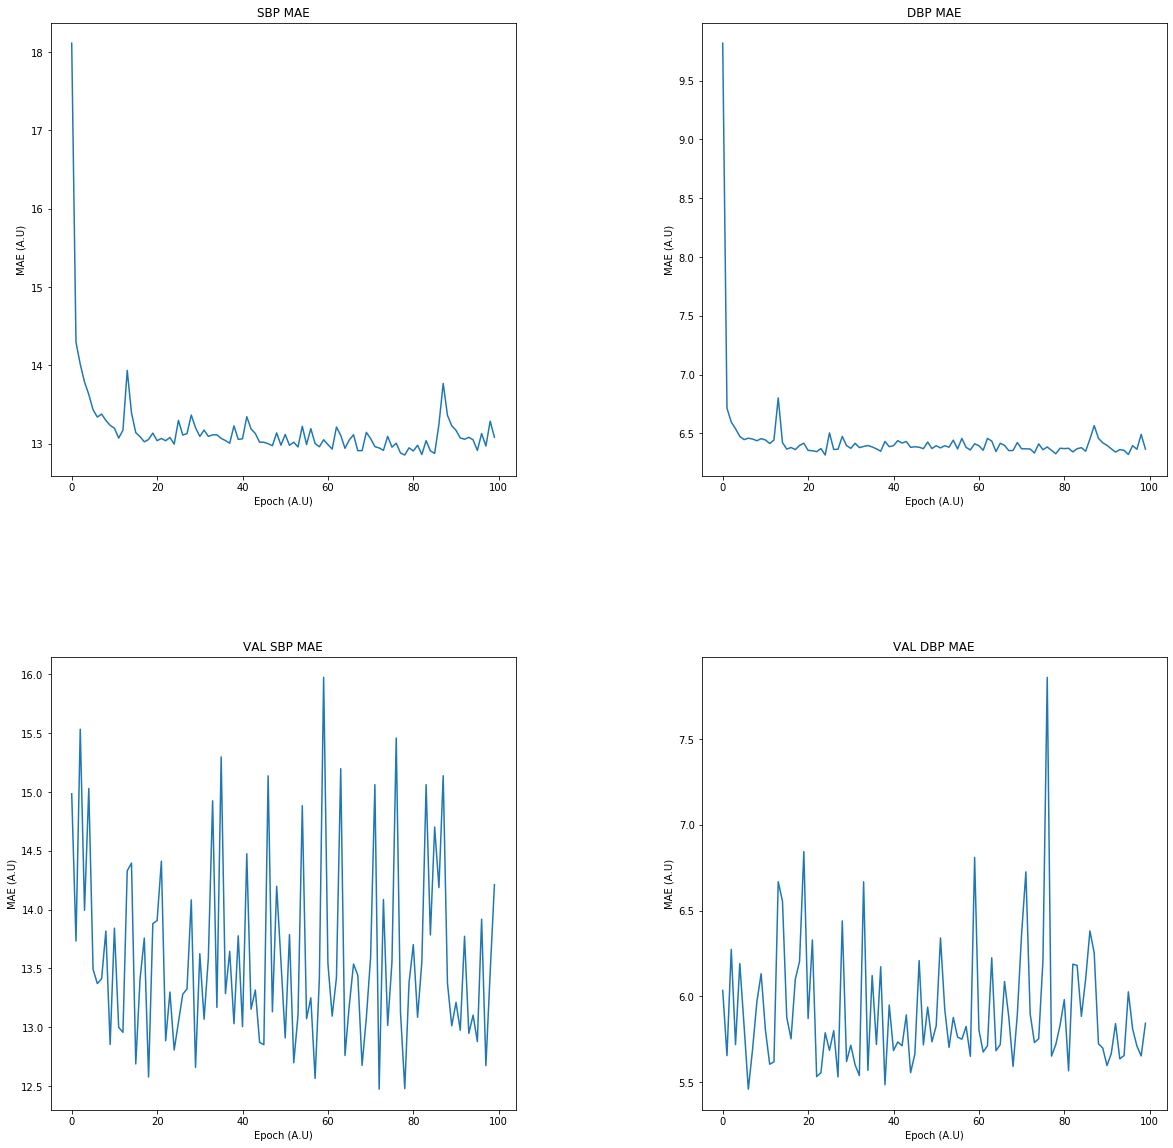 SBP MAE
18
17
16
15
14
13
MAE (A.U)
0 20 40 60 80 100
Epoch (A.U)
DBP MAE
9.5
9.0
8.5
8.0
7.5
7.0
6.5
MAE (A.U)
0 20 40 60 80 100
Epoch (A.U)
VAL SBP MAE
16.0
15.5
15.0
14.5
14.0
13.5
13.0
12.5
MAE (A.U)
0 20 40 60 80 100
Epoch (A.U)
VAL DBP MAE
7.5
7.0
6.5
6.0
5.5
MAE (A.U)
0 20 40 60 80 100
Epoch (A.U)